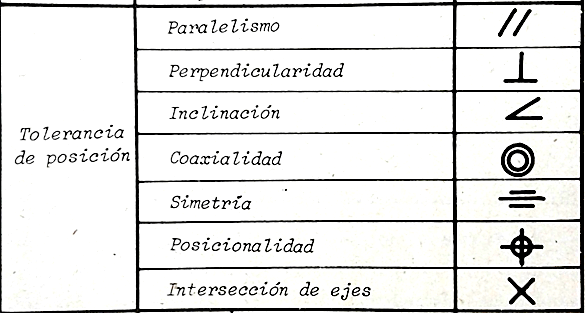 Tolerancia
de posición
Paralelismo
Perpendicularidad
Inclinación
Coaxialidad
Simetría
Posicionalidad
Intersección de ejes